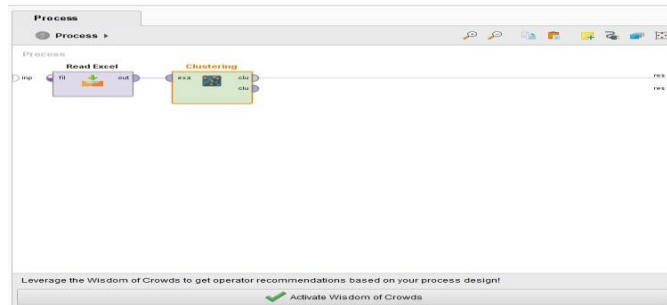 Process
Process
Process
Read Excel
Clustering
inp
fil
out
exa
clu
clu
res
res
Leverage the Wisdom of Crowds to get operator recommendations based on your process design!
Activate Wisdom of Crowds